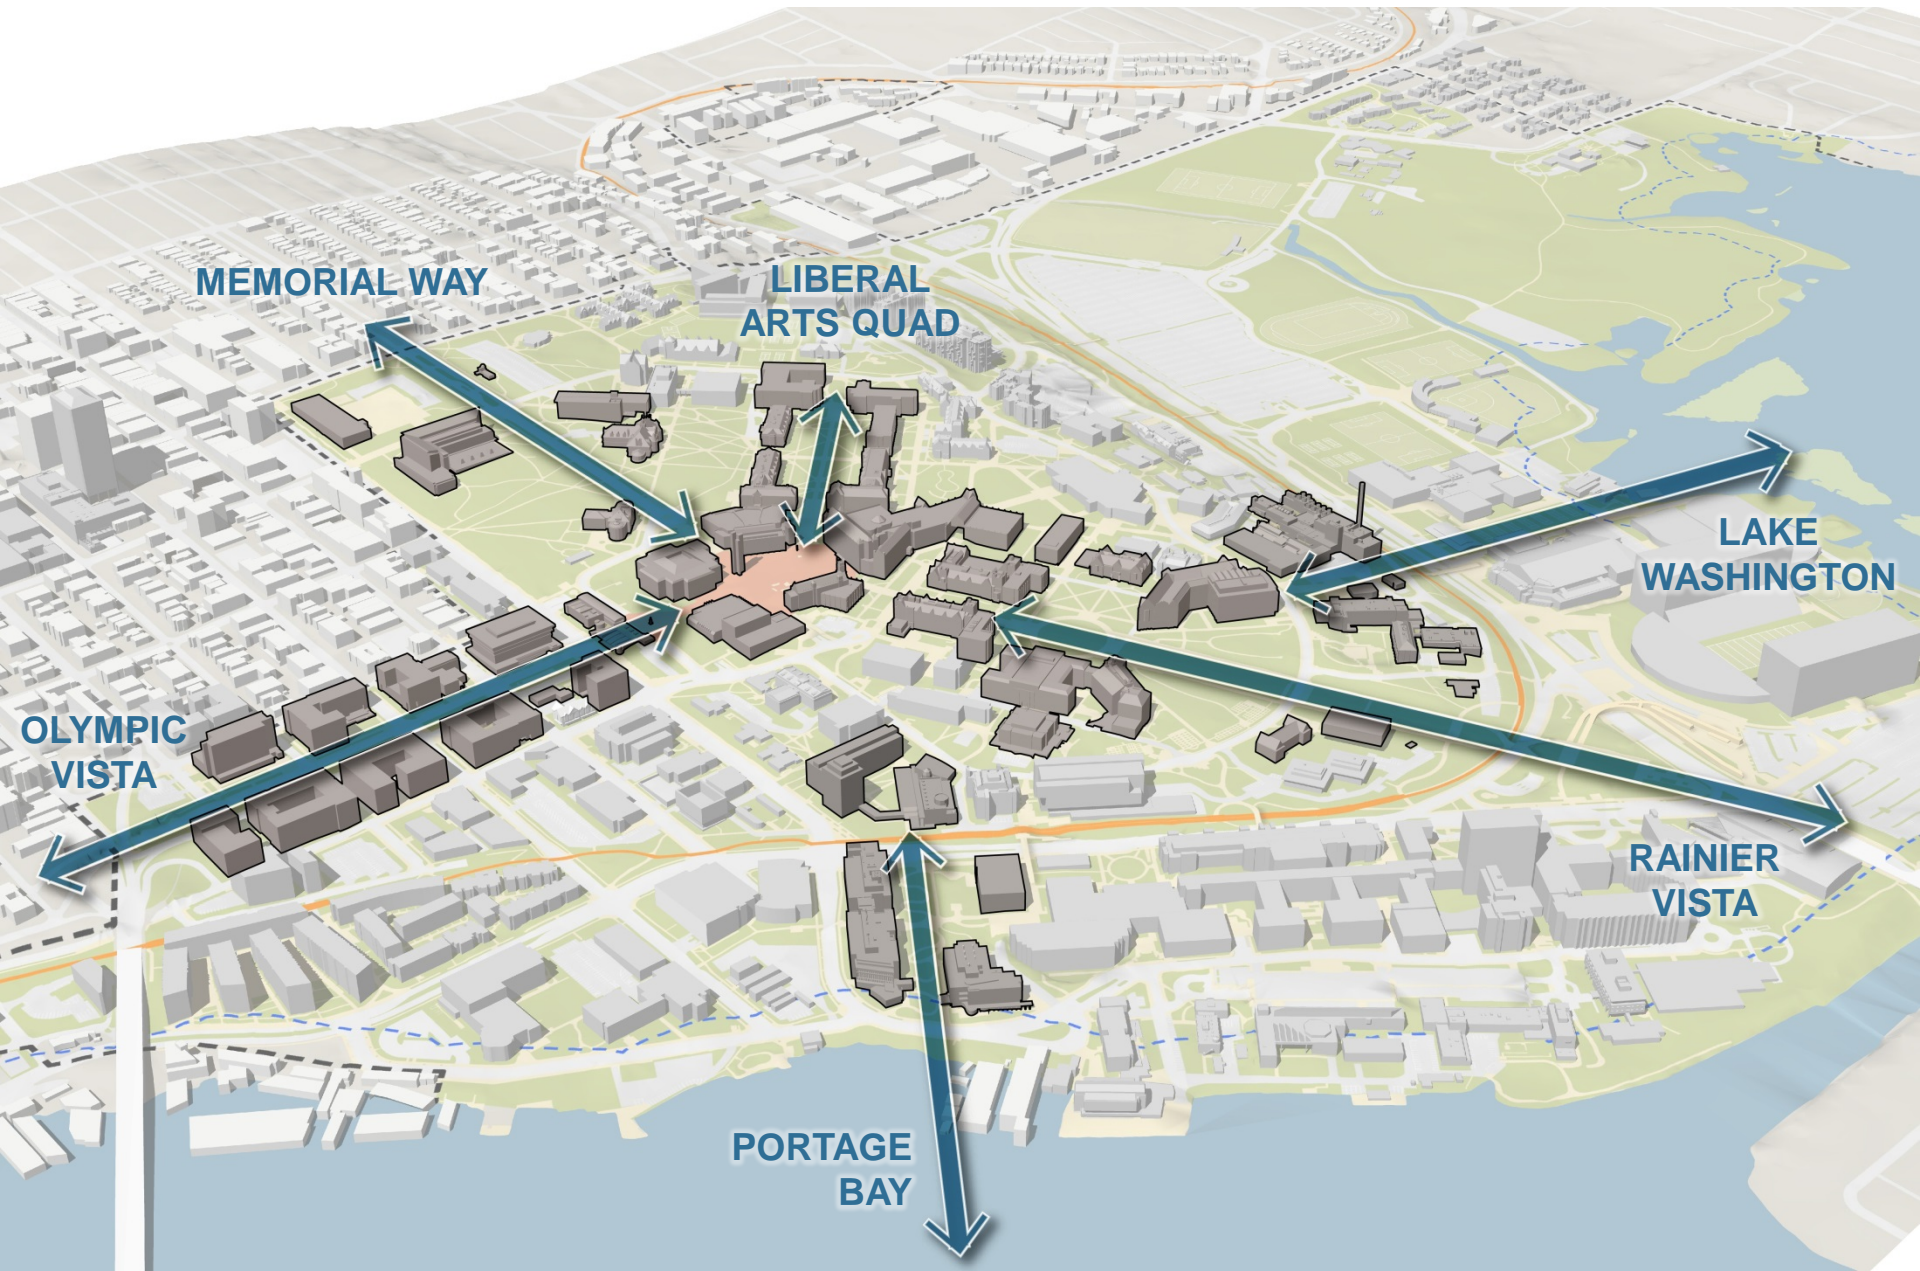 MEMORIAL WAY
LIBERAL
ARTS QUAD
LAKE
WASHINGTON
OLYMPIC
VISTA
RAINIER
VISTA
PORTAGE
BAY